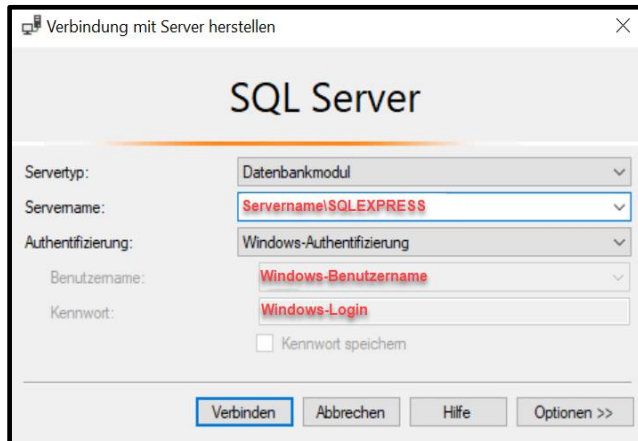 Verbindung mit Server herstellen
SQL Server
Servertyp: Datenbankmodul
Servername: Servername\SQLEXPRESS
Authentifizierung: Windows-Authentifizierung
Benutzername: Windows-Benutzername
Kennwort: Windows-Login
Kennwort speichern
Verbinden Abbrechen Hilfe Optionen >>